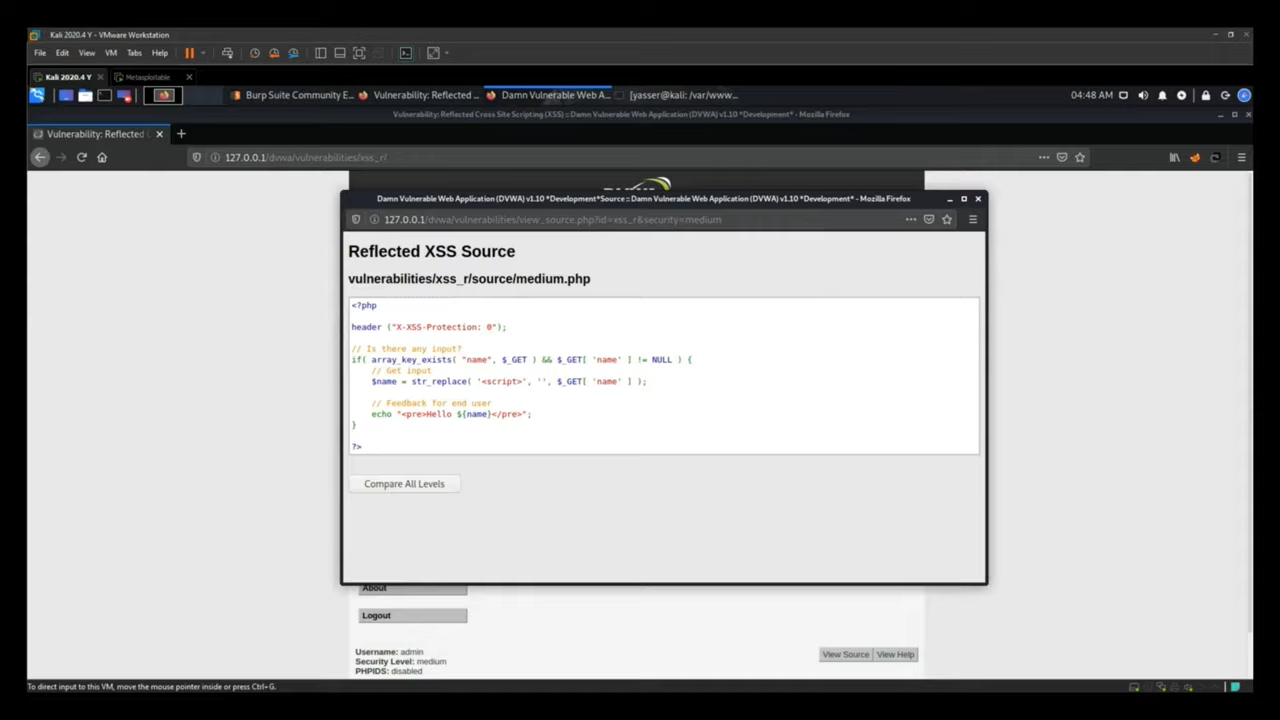 Kali 2020.4 Y - VMware Workstation
File Edit View VM Tabs Help
Kali 2020.4 Y Metasploitable
Burp Suite Community E... Vulnerability: Reflected ... Damn Vulnerable Web A... [yasser@kali: /var/www... 04:48 AM
Vulnerability: Reflected Cross Site Scripting (XSS) :: Damn Vulnerable Web Application (DVWA) v1.10 *Development* - Mozilla Firefox
Vulnerability: Reflected
127.0.0.1/dvwa/vulnerabilities/xss_r/
Damn Vulnerable Web Application (DVWA) v1.10 *Development*Source :: Damn Vulnerable Web Application (DVWA) v1.10 *Development* - Mozilla Firefox
127.0.0.1/dvwa/vulnerabilities/view_source.php?id=xss_r&security=medium
Reflected XSS Source
vulnerabilities/xss_r/source/medium.php
<?php
header ("X-XSS-Protection: 0");
// Is there any input?
if( array_key_exists( "name", $_GET ) && $_GET[ 'name' ] != NULL ) {
// Get input
$name = str_replace( '<script>', '', $_GET[ 'name' ] );
// Feedback for end user
echo "<pre>Hello ${name}</pre>";
}
?>
Compare All Levels
About
Logout
Username: admin
Security Level: medium
PHPIDS: disabled
View Source View Help
To direct input to this VM, move the mouse pointer inside or press Ctrl+G.